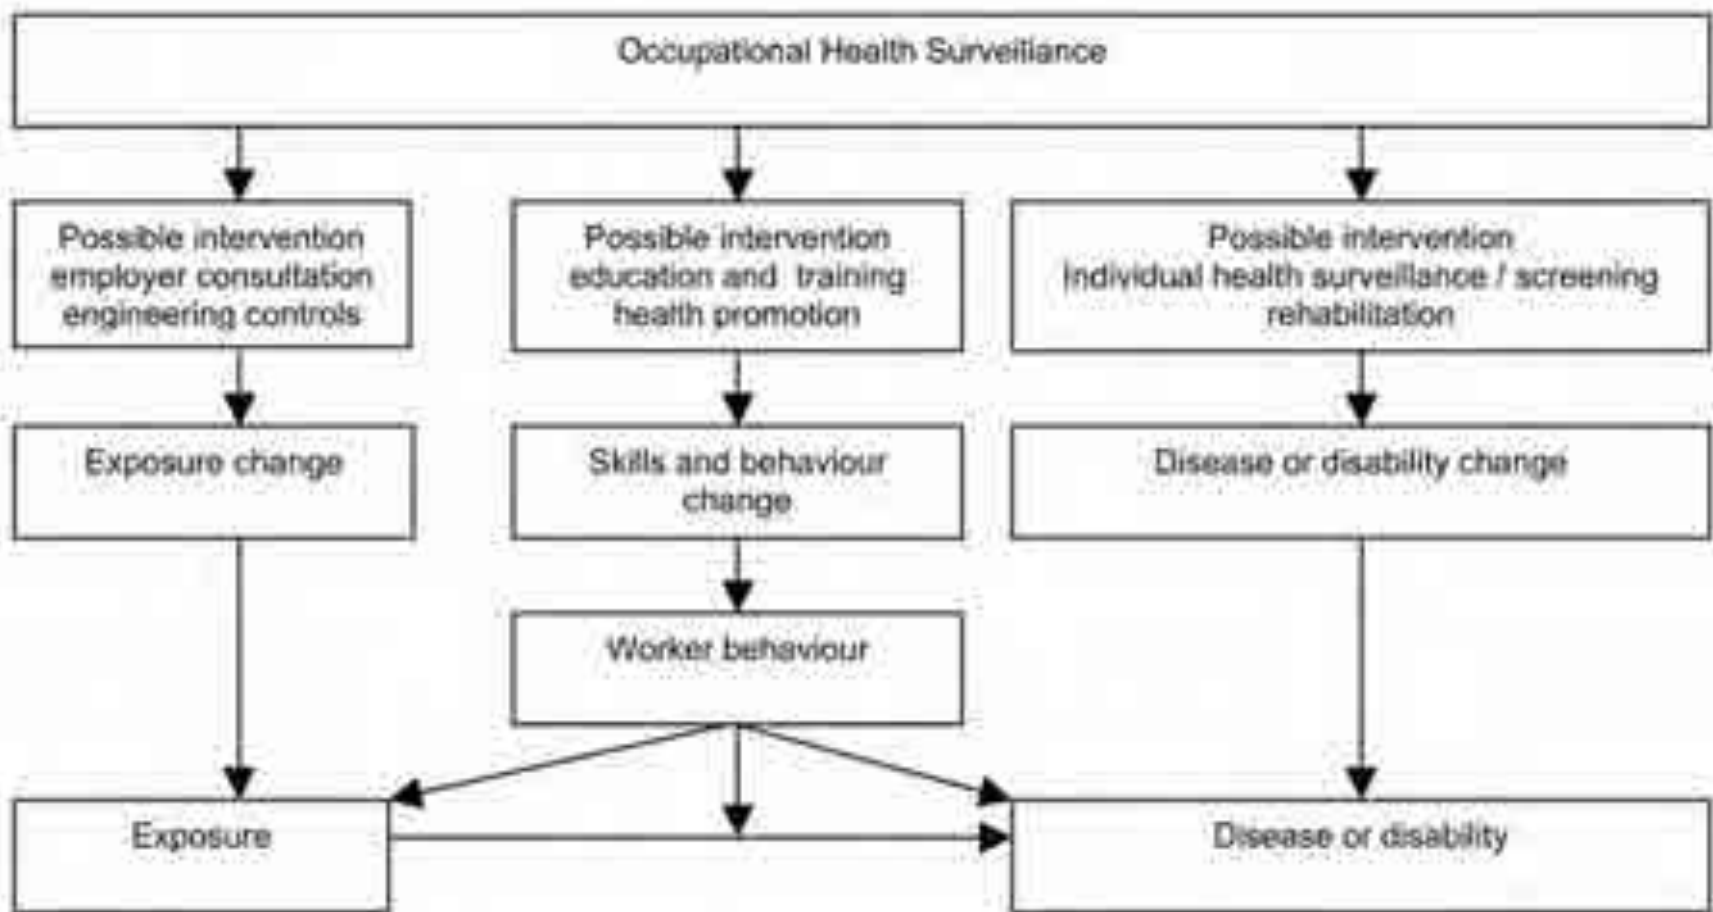 Occupational Health Surveillance
Possible intervention
employer consultation
engineering controls
Possible intervention
education and training
health promotion
Possible intervention
Individual health surveillance / screening
rehabilitation
Exposure change
Skills and behaviour
change
Disease or disability change
Worker behaviour
Exposure
Disease or disability